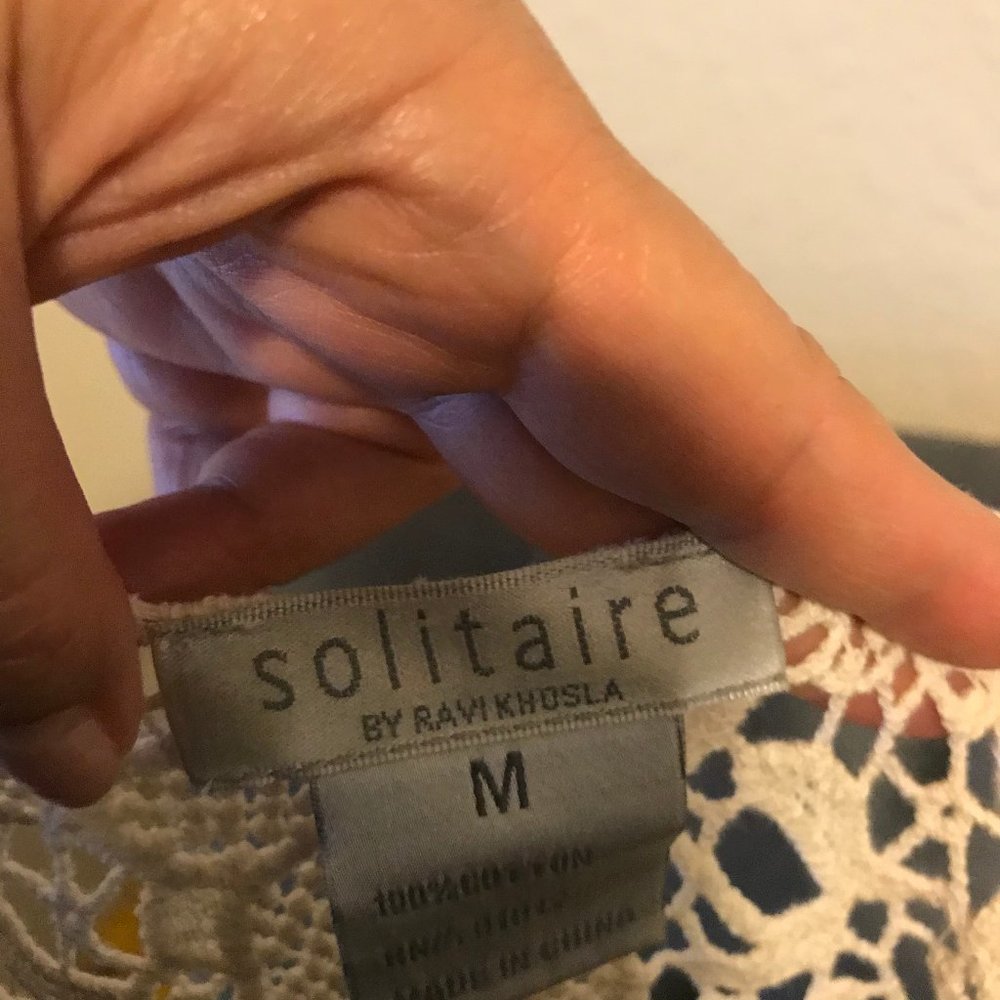 solitaire
BY RAVI KHOSLA
M
100% COTTON
MADE IN CHINA